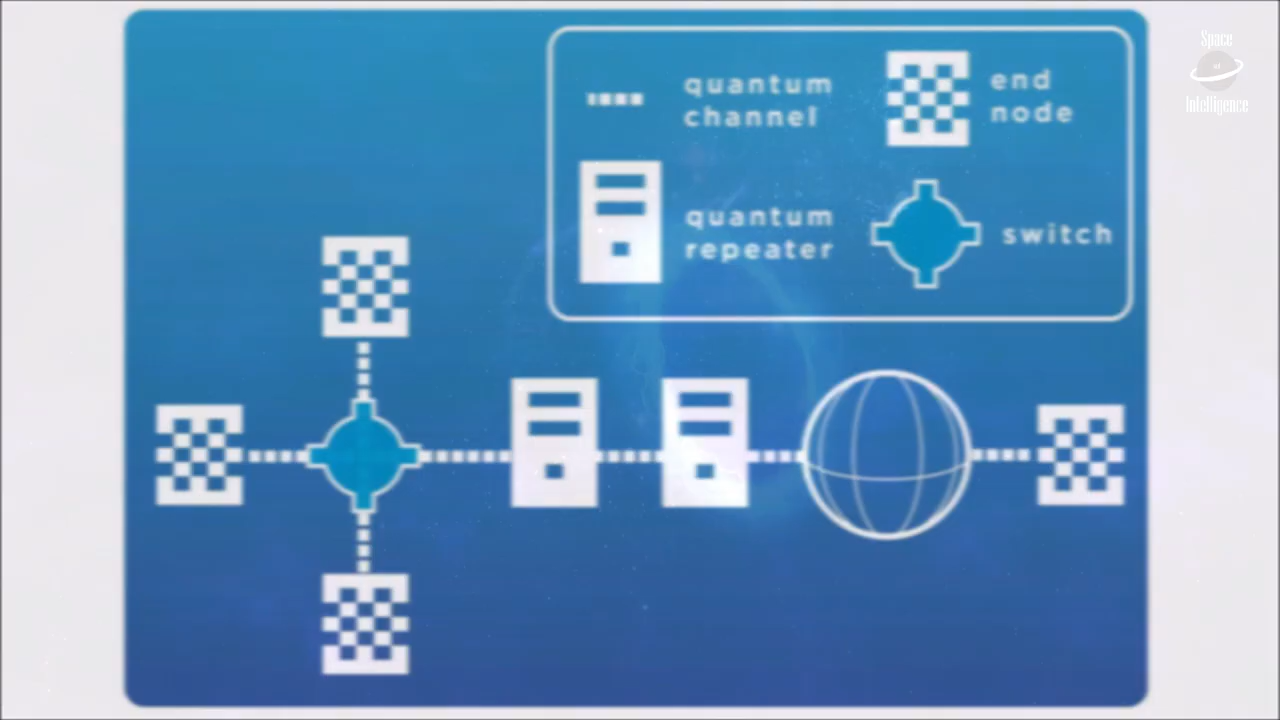 Space
Intelligence
quantum
channel
end
node
quantum
repeater
switch